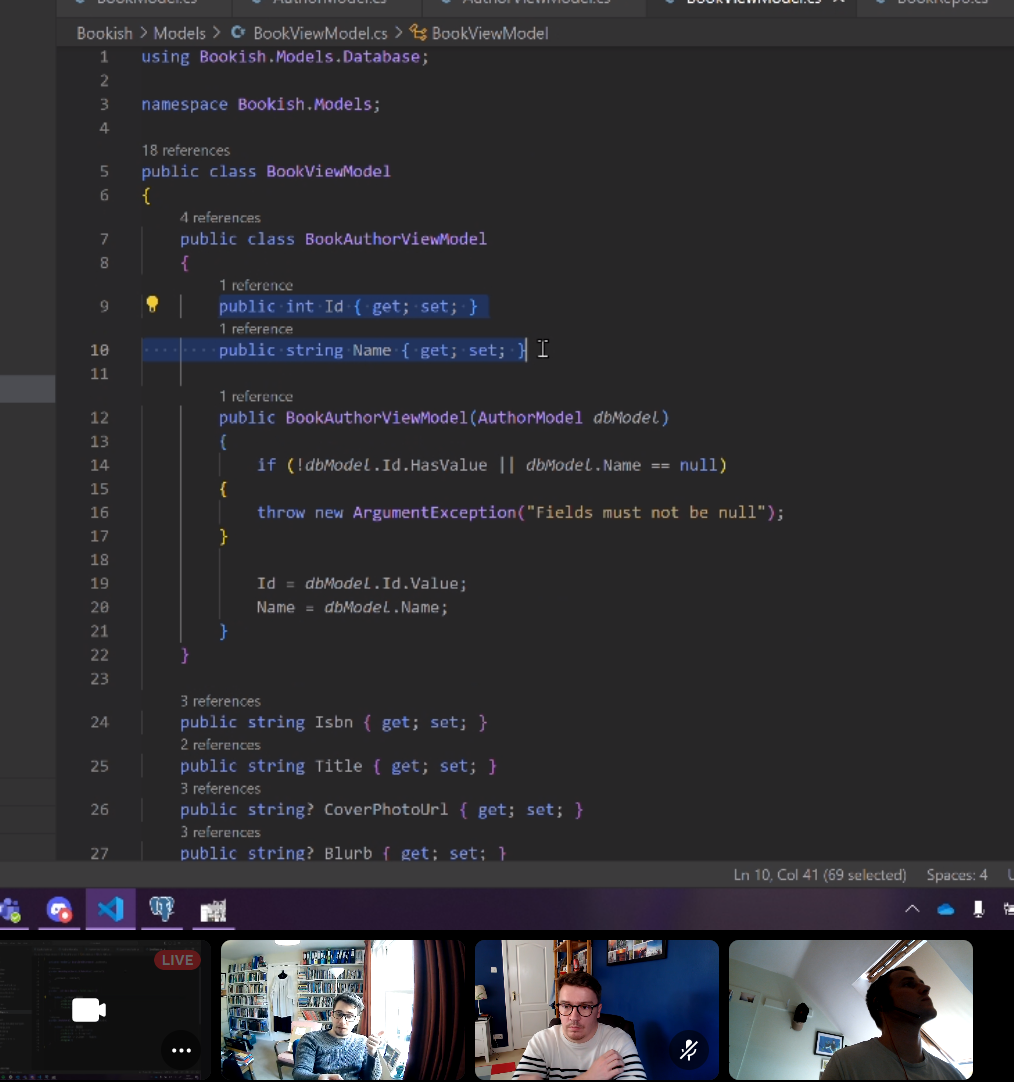 BookModel.cs AuthorModel.cs AuthorViewModel.cs BookViewModel.cs BookRepo.cs
Bookish > Models > BookViewModel.cs > BookViewModel
1 using Bookish.Models.Database;
2
3 namespace Bookish.Models;
4
18 references
5 public class BookViewModel
6 {
4 references
7 public class BookAuthorViewModel
8 {
1 reference
9 public int Id { get; set; }
1 reference
10 public string Name { get; set; }
11
1 reference
12 public BookAuthorViewModel(AuthorModel dbModel)
13 {
14 if (!dbModel.Id.HasValue || dbModel.Name == null)
15 {
16 throw new ArgumentException("Fields must not be null");
17 }
18
19 Id = dbModel.Id.Value;
20 Name = dbModel.Name;
21 }
22 }
23
3 references
24 public string Isbn { get; set; }
2 references
25 public string Title { get; set; }
3 references
26 public string? CoverPhotoUrl { get; set; }
3 references
27 public string? Blurb { get; set; }
Ln 10, Col 41 (69 selected) Spaces: 4
LIVE